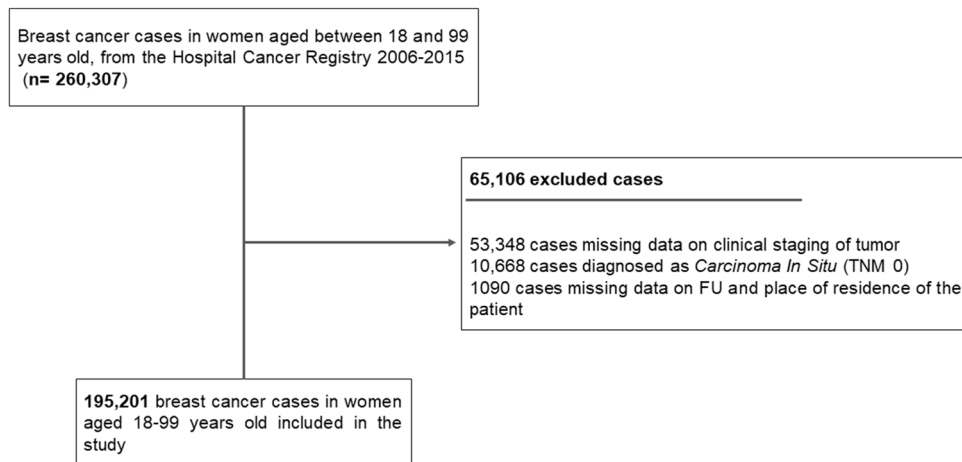 Breast cancer cases in women aged between 18 and 99
years old, from the Hospital Cancer Registry 2006-2015
(n= 260,307)
65,106 excluded cases
53,348 cases missing data on clinical staging of tumor
10,668 cases diagnosed as Carcinoma In Situ (TNM 0)
1090 cases missing data on FU and place of residence of the
patient
195,201 breast cancer cases in women
aged 18-99 years old included in the
study